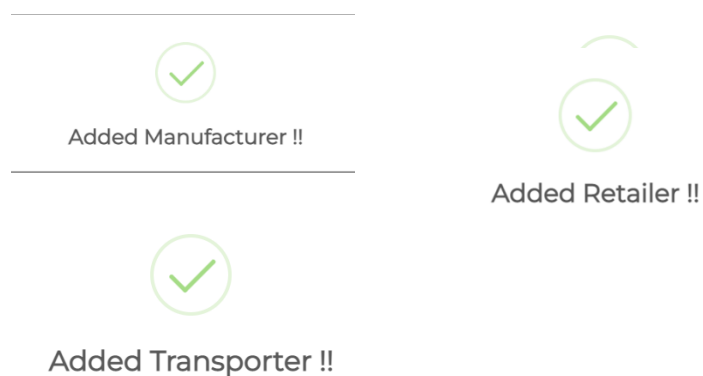 Added Manufacturer !!
Added Retailer !!
Added Transporter !!